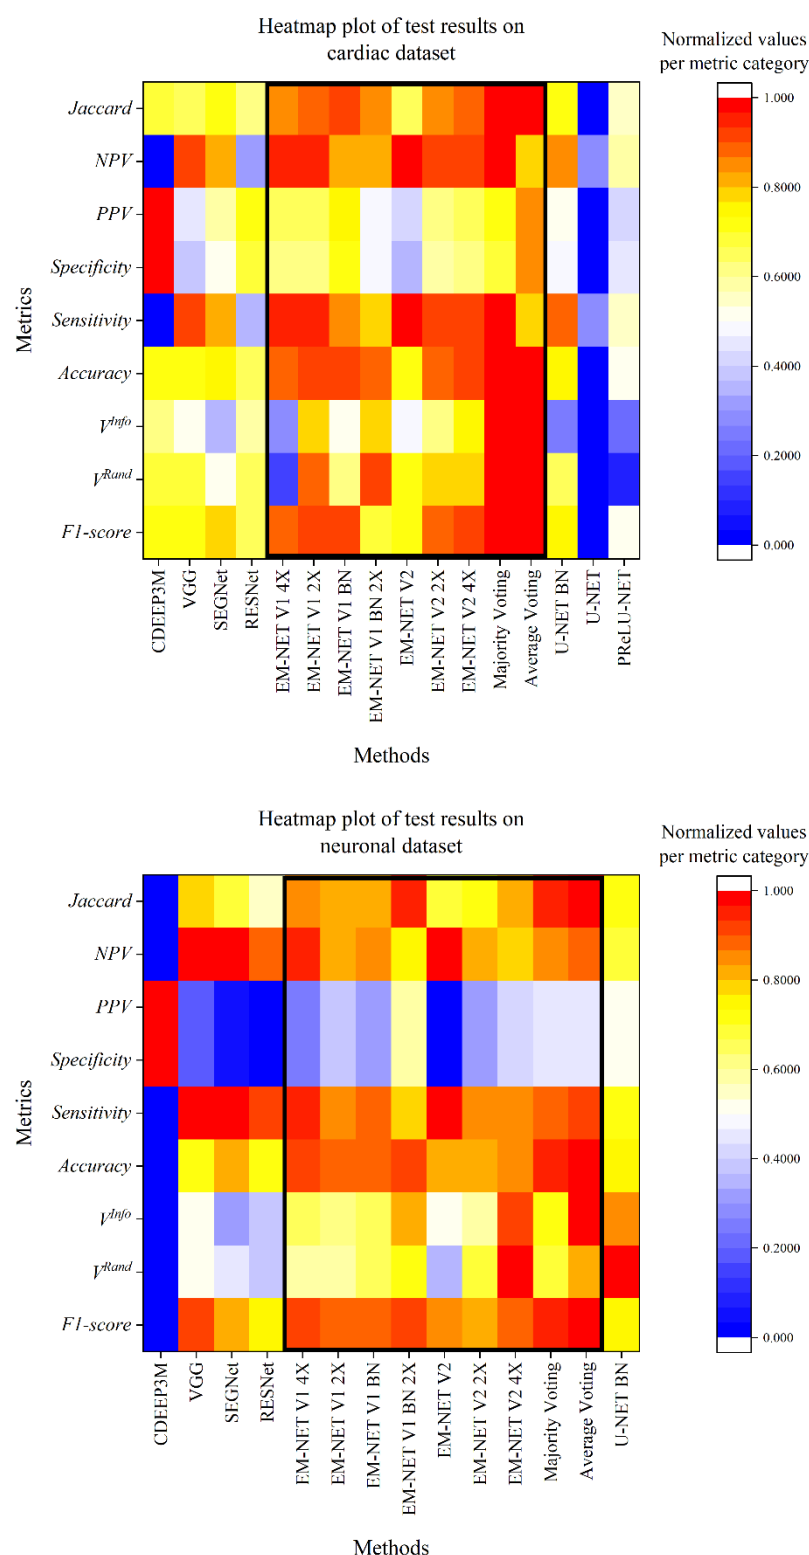 Heatmap plot of test results on
cardiac dataset
Normalized values
per metric category
Metrics
Jaccard
NPV
PPV
Specificity
Sensitivity
Accuracy
V^Info
V^Rand
F1-score
1.000
0.8000
0.6000
0.4000
0.2000
0.000
CDEEP3M
VGG
SEGNet
RESNet
EM-NET V1 4X
EM-NET V1 2X
EM-NET V1 BN
EM-NET V1 BN 2X
EM-NET V2
EM-NET V2 2X
EM-NET V2 4X
Majority Voting
Average Voting
U-NET BN
U-NET
PReLU-NET
Methods
Heatmap plot of test results on
neuronal dataset
Normalized values
per metric category
Metrics
Jaccard
NPV
PPV
Specificity
Sensitivity
Accuracy
V^Info
V^Rand
F1-score
1.000
0.8000
0.6000
0.4000
0.2000
0.000
CDEEP3M
VGG
SEGNet
RESNet
EM-NET V1 4X
EM-NET V1 2X
EM-NET V1 BN
EM-NET V1 BN 2X
EM-NET V2
EM-NET V2 2X
EM-NET V2 4X
Majority Voting
Average Voting
U-NET BN
Methods